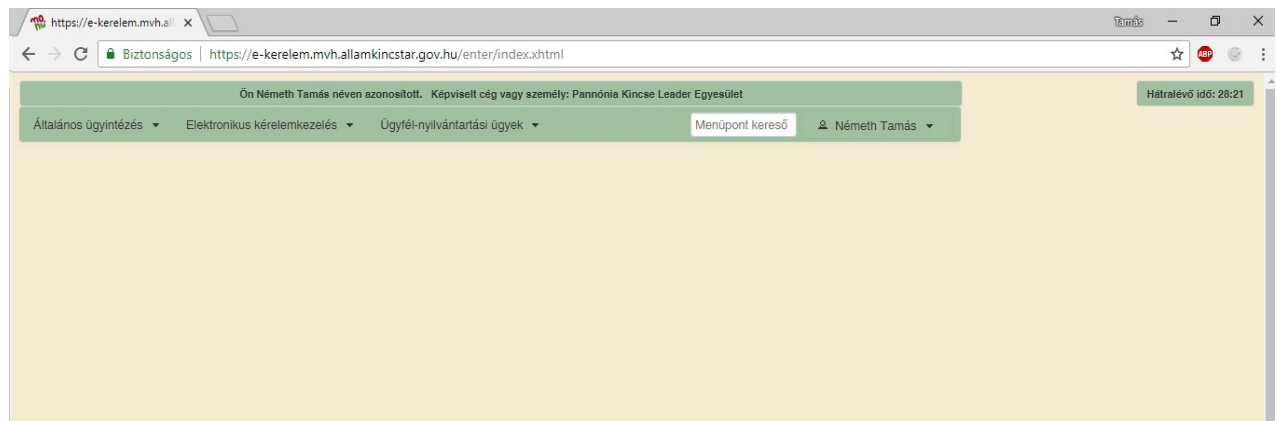 https://e-kerelem.mvh.all
Tamás
Biztonságos | https://e-kerelem.mvh.allamkincstar.gov.hu/enter/index.xhtml
ABP
Ön Németh Tamás néven azonosított. Képviselt cég vagy személy: Pannónia Kincse Leader Egyesület
Hátralévő idő: 28:21
Általános ügyintézés Elektronikus kérelemkezelés Ügyfél-nyilvántartási ügyek Menüpont kereső Németh Tamás